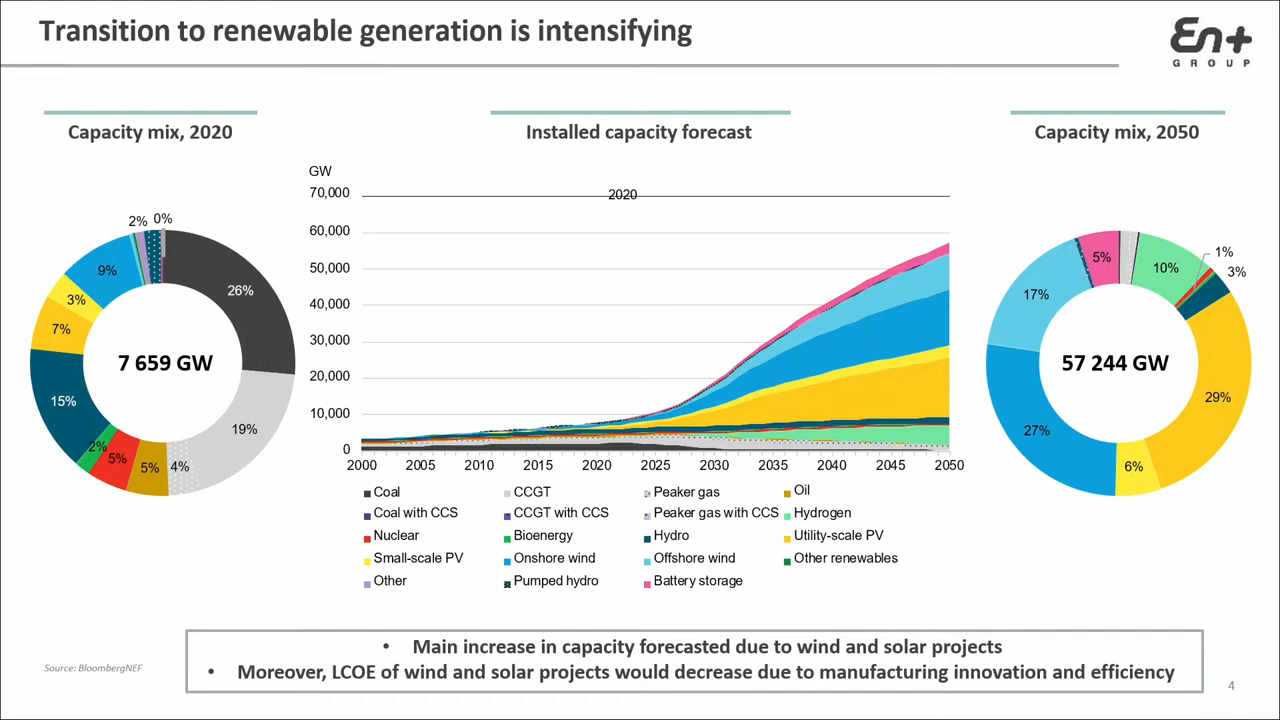 Transition to renewable generation is intensifying
En+
GROUP
Capacity mix, 2020
Installed capacity forecast
Capacity mix, 2050
GW
70,000
60,000
50,000
40,000
30,000
20,000
10,000
0
2020
2000 2005 2010 2015 2020 2025 2030 2035 2040 2045 2050
2% 0%
9%
26%
3%
7%
7 659 GW
15%
19%
2%
5%
5%
4%
5%
10%
1%
3%
17%
57 244 GW
29%
27%
6%
Coal CCGT Peaker gas Oil
Coal with CCS CCGT with CCS Peaker gas with CCS Hydrogen
Nuclear Bioenergy Hydro Utility-scale PV
Small-scale PV Onshore wind Offshore wind Other renewables
Other Pumped hydro Battery storage
• Main increase in capacity forecasted due to wind and solar projects
• Moreover, LCOE of wind and solar projects would decrease due to manufacturing innovation and efficiency
Source: BloombergNEF
4